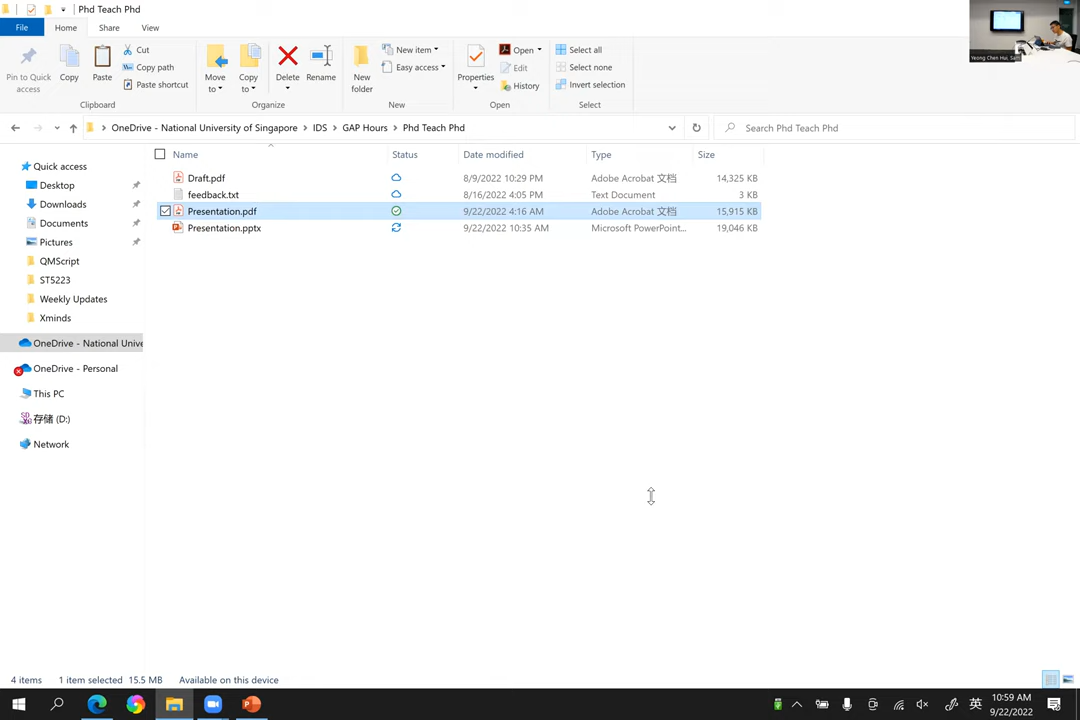 Phd Teach Phd
File
Home
Share
View
Pin to Quick access
Copy
Paste
Cut
Copy path
Paste shortcut
Clipboard
Move to
Copy to
Delete
Rename
Organize
New folder
New item
Easy access
New
Properties
Open
Edit
History
Open
Select all
Select none
Invert selection
Select
Yeong Chen Hui, Sam
OneDrive - National University of Singapore
IDS
GAP Hours
Phd Teach Phd
Search Phd Teach Phd
Name
Status
Date modified
Type
Size
Draft.pdf 8/9/2022 10:29 PM Adobe Acrobat 文档 14,325 KB
feedback.txt 8/16/2022 4:05 PM Text Document 3 KB
Presentation.pdf 9/22/2022 4:16 AM Adobe Acrobat 文档 15,915 KB
Presentation.pptx 9/22/2022 10:35 AM Microsoft PowerPoint... 19,046 KB
Quick access
Desktop
Downloads
Documents
Pictures
QMScript
ST5223
Weekly Updates
Xminds
OneDrive - National Unive
OneDrive - Personal
This PC
存储 (D:)
Network
4 items 1 item selected 15.5 MB Available on this device
英
10:59 AM
9/22/2022